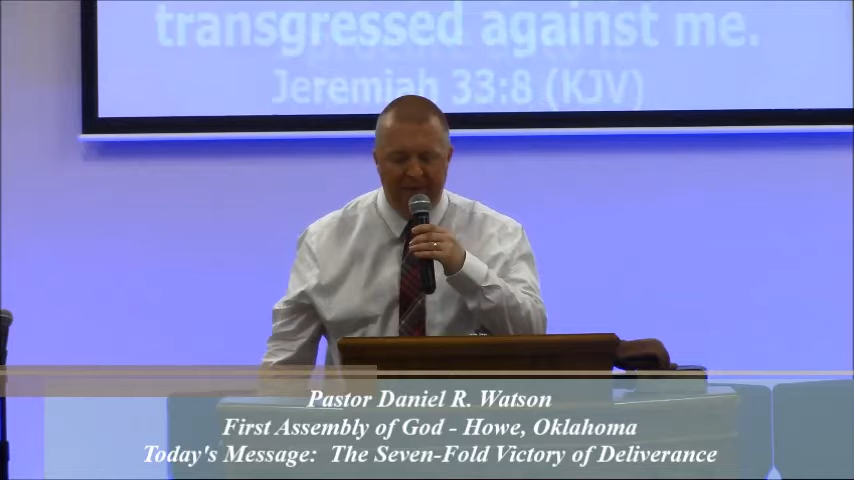 transgressed against me.
Jeremiah 33:8 (KJV)
Pastor Daniel R. Watson
First Assembly of God - Howe, Oklahoma
Today's Message: The Seven-Fold Victory of Deliverance